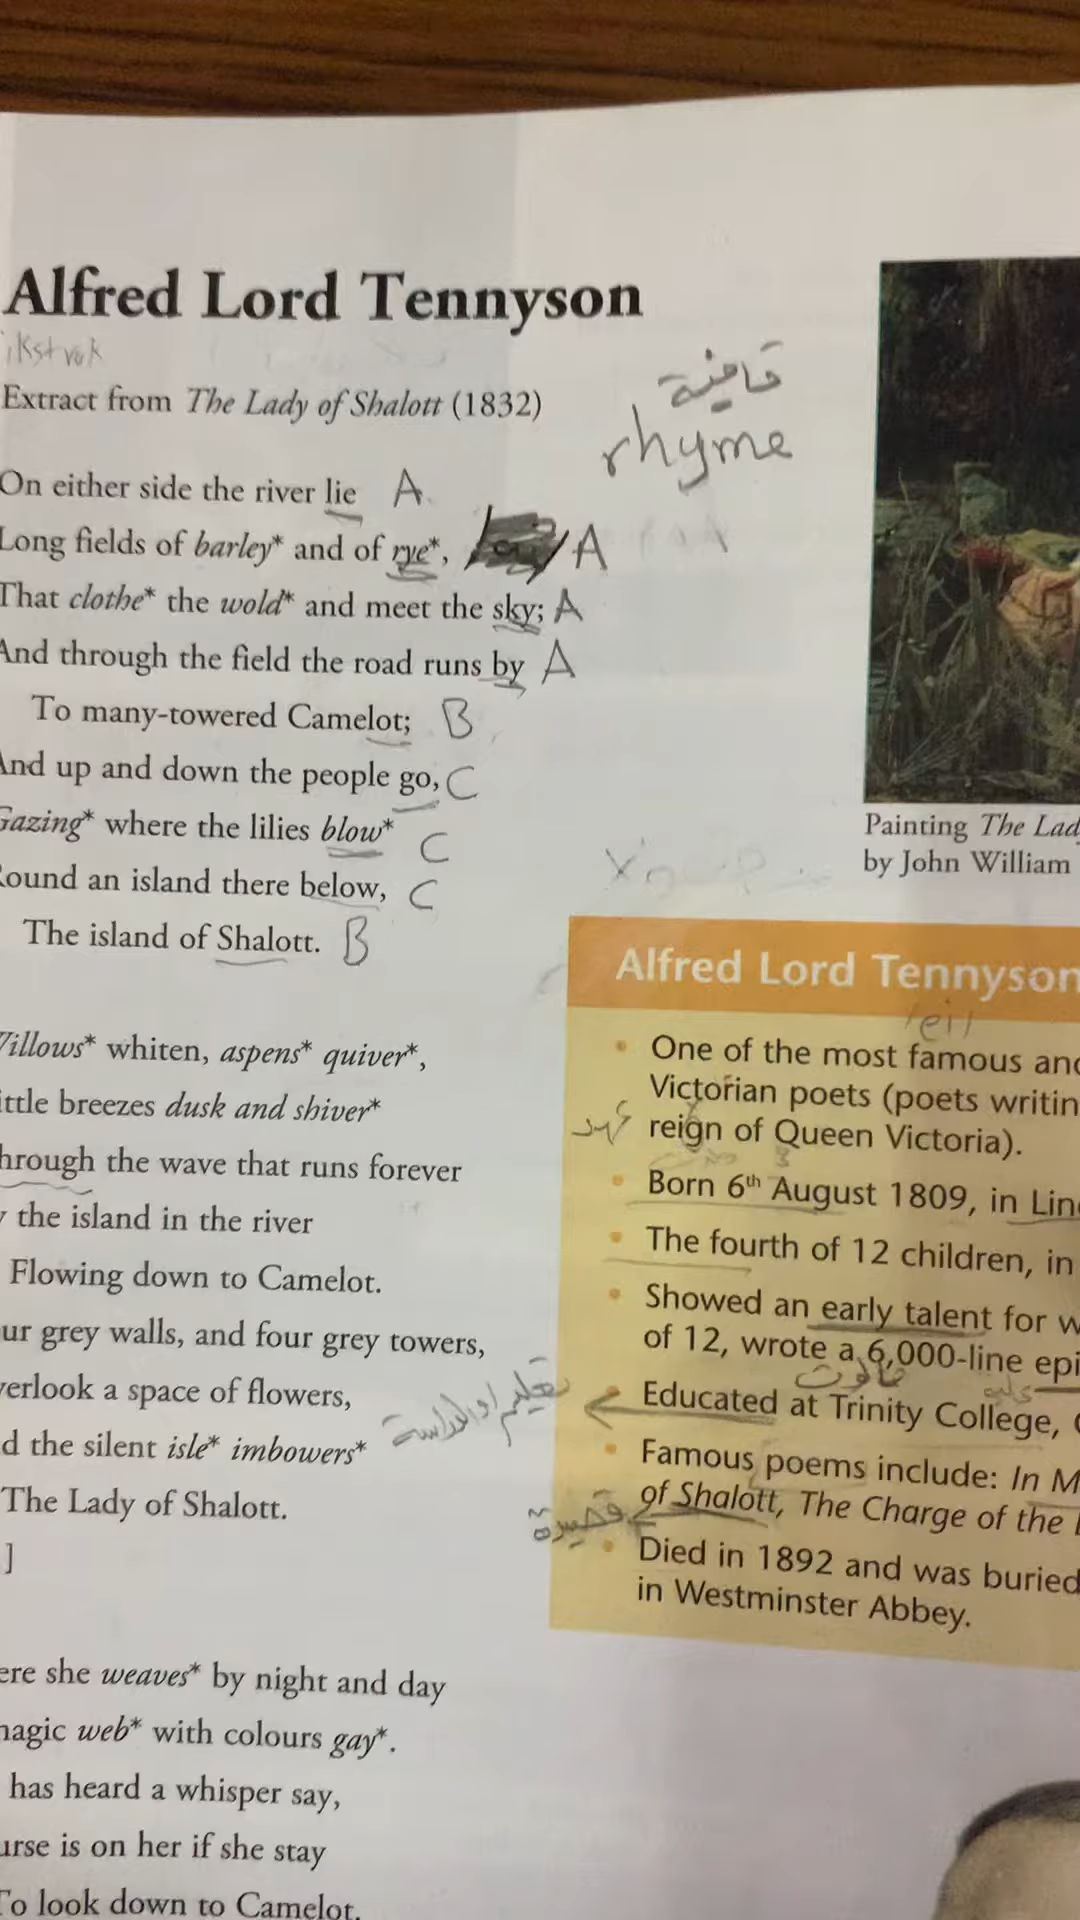 Alfred Lord Tennyson
Extract from The Lady of Shalott (1832)
قافية
rhyme
On either side the river lie A
Long fields of barley* and of rye*, A
That clothe* the wold* and meet the sky; A
And through the field the road runs by A
To many-towered Camelot; B
And up and down the people go, C
Gazing* where the lilies blow* C
Round an island there below, C
The island of Shalott. B
Willows* whiten, aspens* quiver*,
ittle breezes dusk and shiver*
hrough the wave that runs forever
the island in the river
Flowing down to Camelot.
ur grey walls, and four grey towers,
verlook a space of flowers,
d the silent isle* imbowers*
The Lady of Shalott.
]
ere she weaves* by night and day
magic web* with colours gay*.
has heard a whisper say,
urse is on her if she stay
To look down to Camelot.
Painting The Lad
by John William
Alfred Lord Tennyson
• One of the most famous and
Victorian poets (poets writin
عهد reign of Queen Victoria).
• Born 6th August 1809, in Lin
• The fourth of 12 children, in
• Showed an early talent for w
of 12, wrote a 6,000-line epi
• Educated at Trinity College,
• Famous poems include: In M
قصيدة of Shalott, The Charge of the
• Died in 1892 and was buried
in Westminster Abbey.